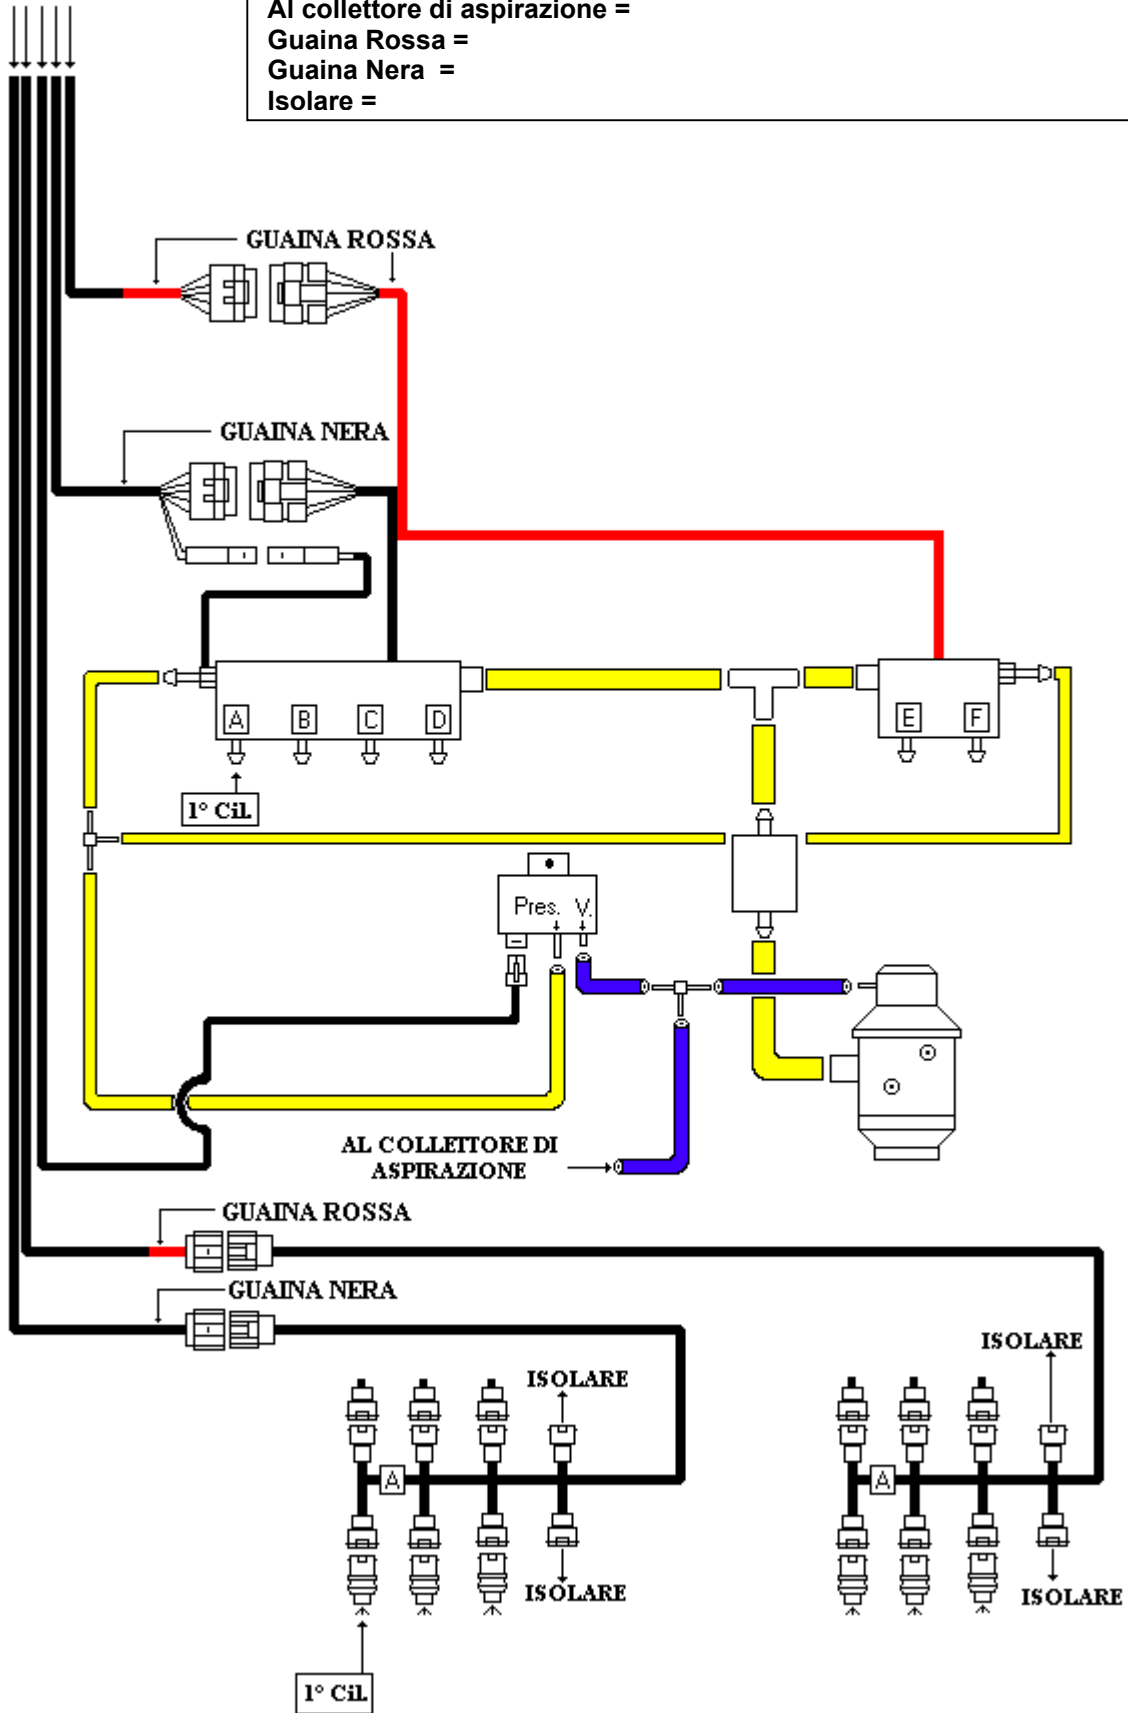 Al collettore di aspirazione =
Guaina Rossa =
Guaina Nera =
Isolare =
GUAINA ROSSA
GUAINA NERA
A B C D
E F
1° Cil.
Pres. V.
AL COLLETTORE DI
ASPIRAZIONE
GUAINA ROSSA
GUAINA NERA
ISOLARE
ISOLARE
A
A
ISOLARE
ISOLARE
1° Cil.